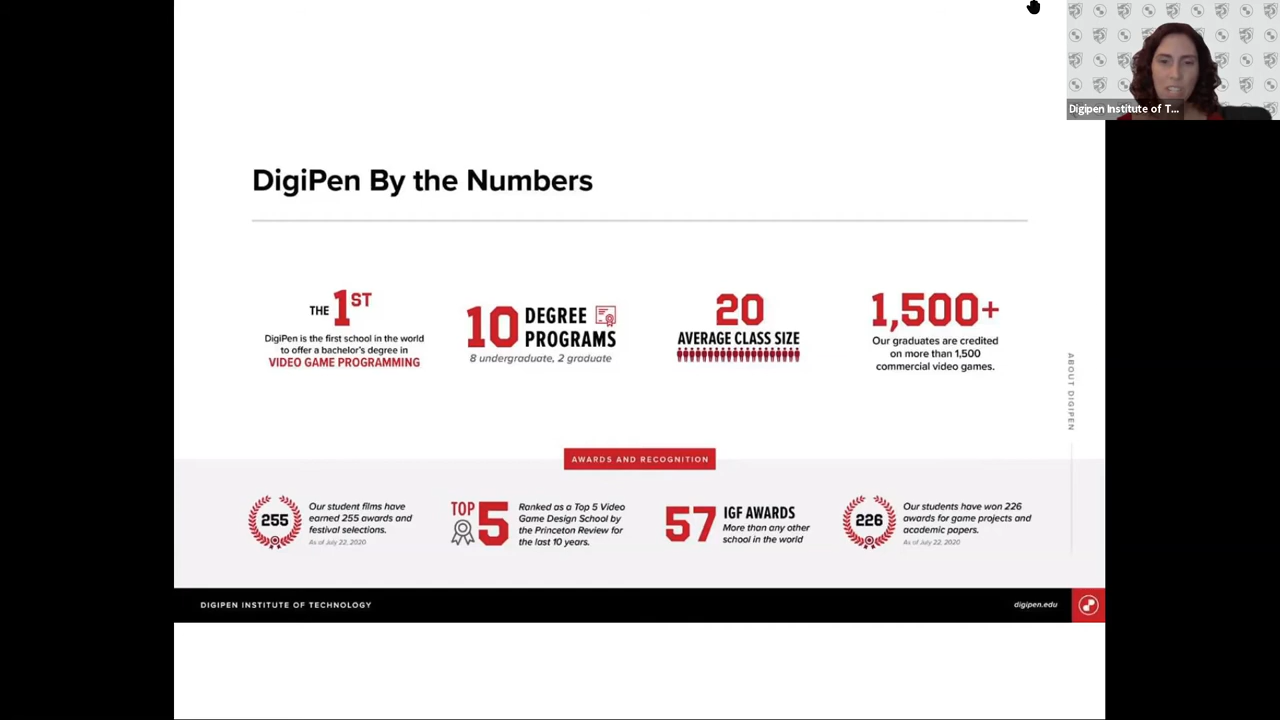 Digipen Institute of T...
DigiPen By the Numbers
THE 1ST
DigiPen is the first school in the world
to offer a bachelor's degree in
VIDEO GAME PROGRAMMING
10 DEGREE
PROGRAMS
8 undergraduate, 2 graduate
20
AVERAGE CLASS SIZE
1,500+
Our graduates are credited
on more than 1,500
commercial video games.
ABOUT DIGIPEN
AWARDS AND RECOGNITION
255
Our student films have
earned 255 awards and
festival selections.
As of July 22, 2020
TOP 5
Ranked as a Top 5 Video
Game Design School by
the Princeton Review for
the last 10 years.
57 IGF AWARDS
More than any other
school in the world
226
Our students have won 226
awards for game projects and
academic papers.
As of July 22, 2020
DIGIPEN INSTITUTE OF TECHNOLOGY
digipen.edu